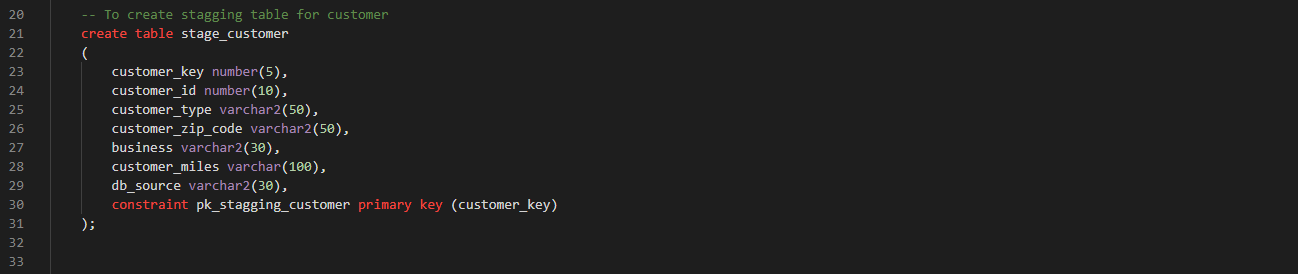 20 -- To create stagging table for customer
21 create table stage_customer
22 (
23 customer_key number(5),
24 customer_id number(10),
25 customer_type varchar2(50),
26 customer_zip_code varchar2(50),
27 business varchar2(30),
28 customer_miles varchar(100),
29 db_source varchar2(30),
30 constraint pk_stagging_customer primary key (customer_key)
31 );
32
33